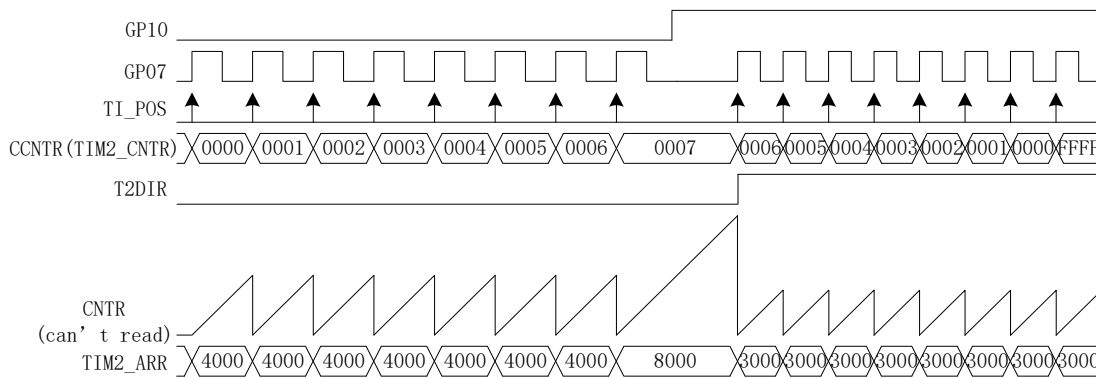 GP10
GP07
TI_POS
CCNTR(TIM2_CNTR) 0000 0001 0002 0003 0004 0005 0006 0007 0006 0005 0004 0003 0002 0001 0000 FFFF
T2DIR
CNTR
(can't read)
TIM2_ARR 4000 4000 4000 4000 4000 4000 4000 8000 3000 3000 3000 3000 3000 3000 3000 3000